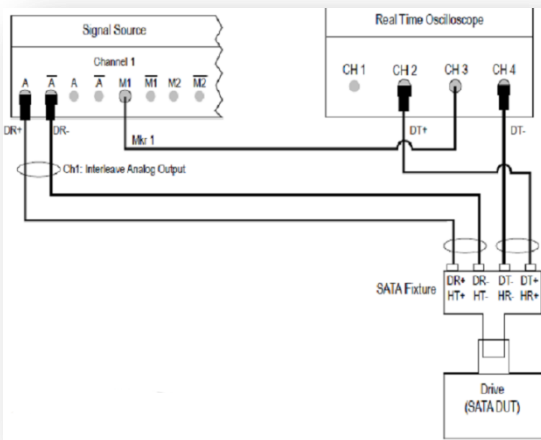 Signal Source
Real Time Oscilloscope
Channel 1
A A̅ A A̅ M1 M̅1̅ M2 M̅2̅
CH 1 CH 2 CH 3 CH 4
DR+ DR-
Mkr 1
DT+ DT-
Ch1: Interleave Analog Output
SATA Fixture
DR+ DR- DT- DT+
HT+ HT- HR- HR+
Drive
(SATA DUT)